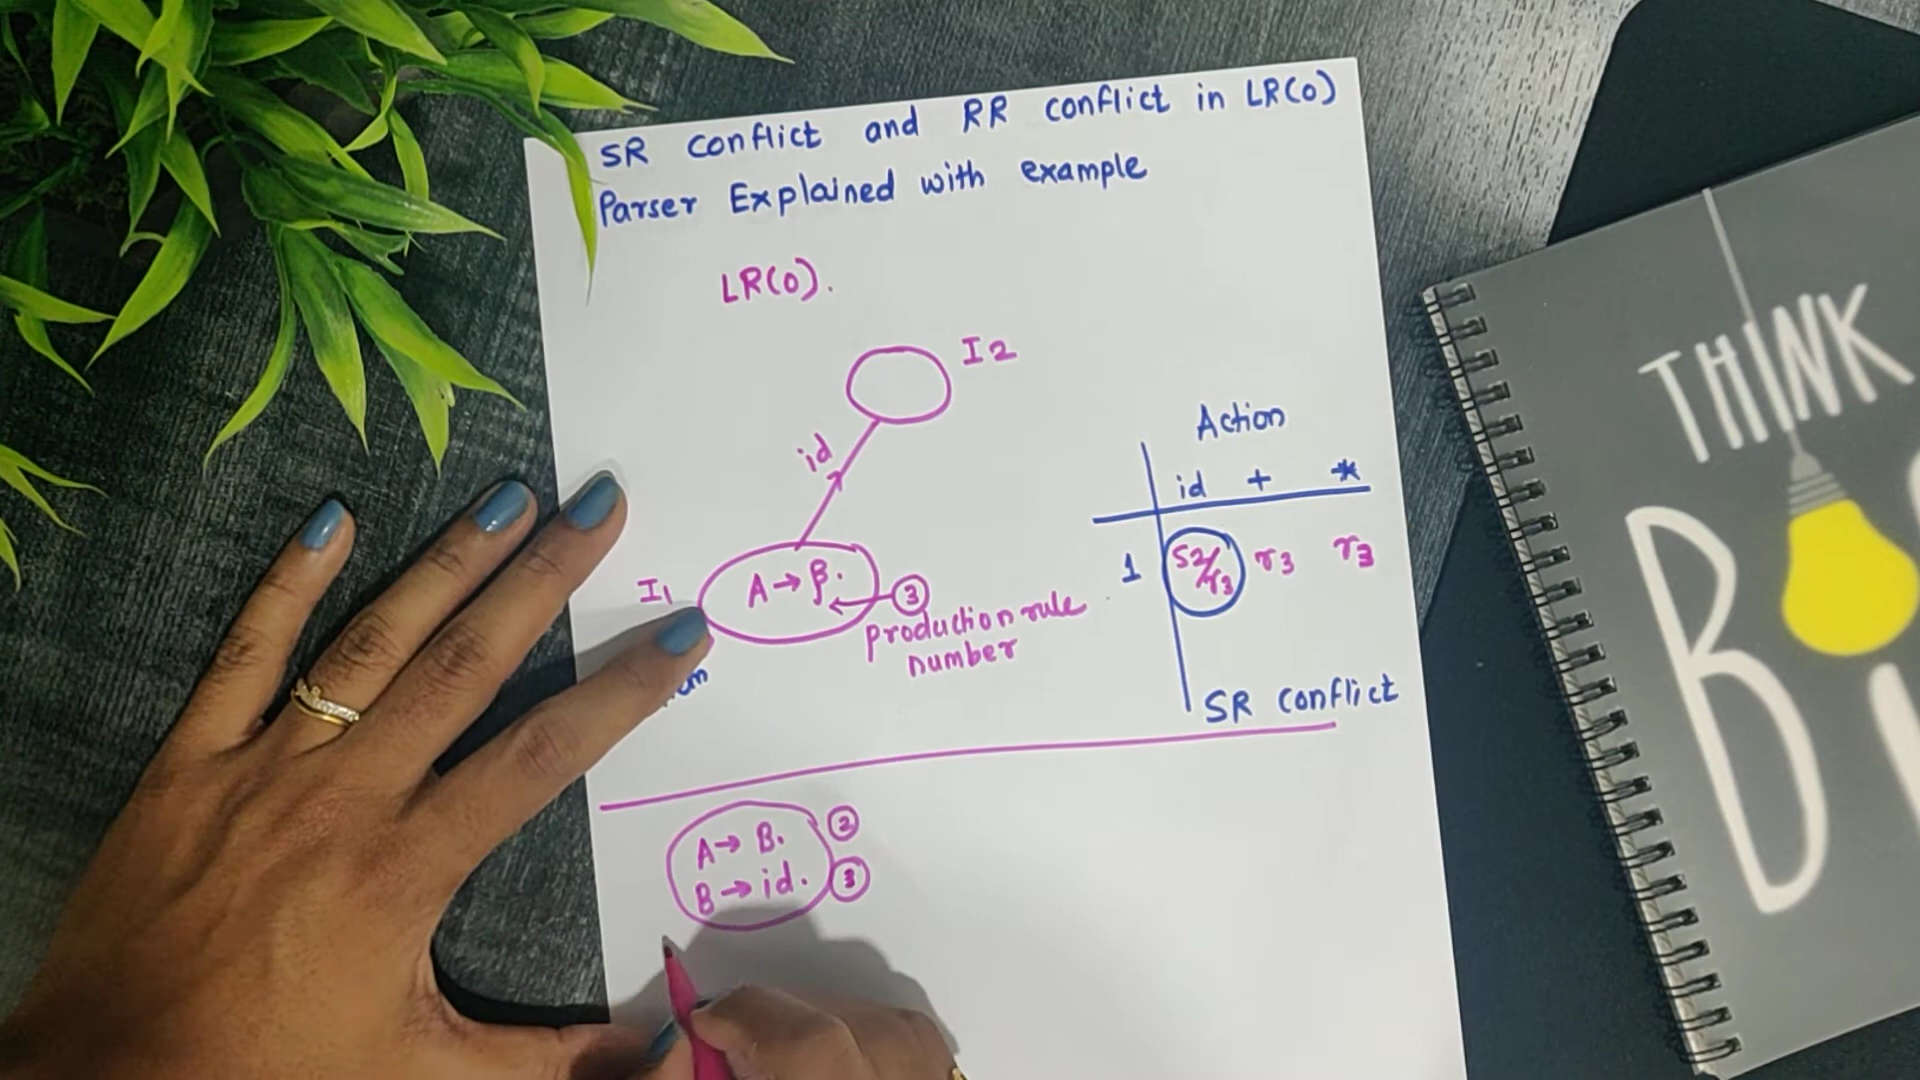 SR conflict and RR conflict in LR(0)
Parser Explained with example
LR(0).
I2
id
Action
id + *
I1
A → β.
3
production rule
number
1 S2/r3 r3 r3
SR conflict
A → B. 2
B → id. 3
THINK